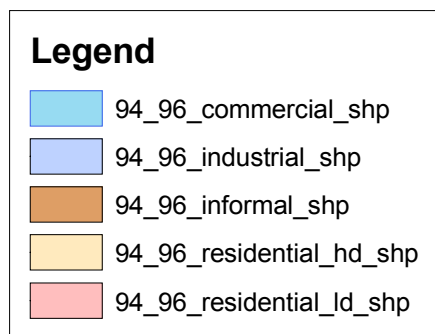 Legend
94_96_commercial_shp
94_96_industrial_shp
94_96_informal_shp
94_96_residential_hd_shp
94_96_residential_ld_shp